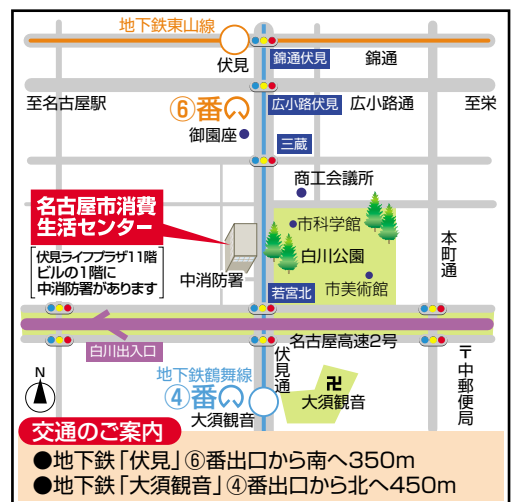 地下鉄東山線
伏見
錦通伏見
錦通
至名古屋駅
⑥番
広小路伏見
広小路通
至栄
御園座
三蔵
商工会議所
名古屋市消費
生活センター
伏見ライフプラザ11階
ビルの1階に
中消防署があります
中消防署
市科学館
白川公園
市美術館
本町通
若宮北
名古屋高速2号
白川出入口
伏見通
地下鉄鶴舞線
④番
大須観音
卍
大須観音
〒中郵便局
N
交通のご案内
●地下鉄「伏見」⑥番出口から南へ350m
●地下鉄「大須観音」④番出口から北へ450m